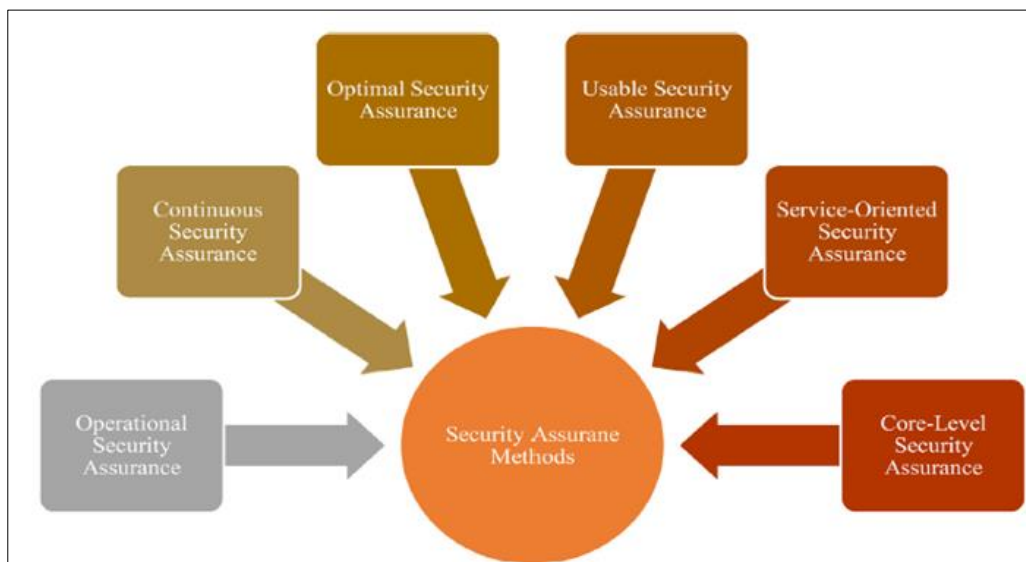 Optimal Security
Assurance
Usable Security
Assurance
Continuous
Security
Assurance
Service-Oriented
Security
Assurance
Operational
Security
Assurance
Security Assurane
Methods
Core-Level
Security
Assurance